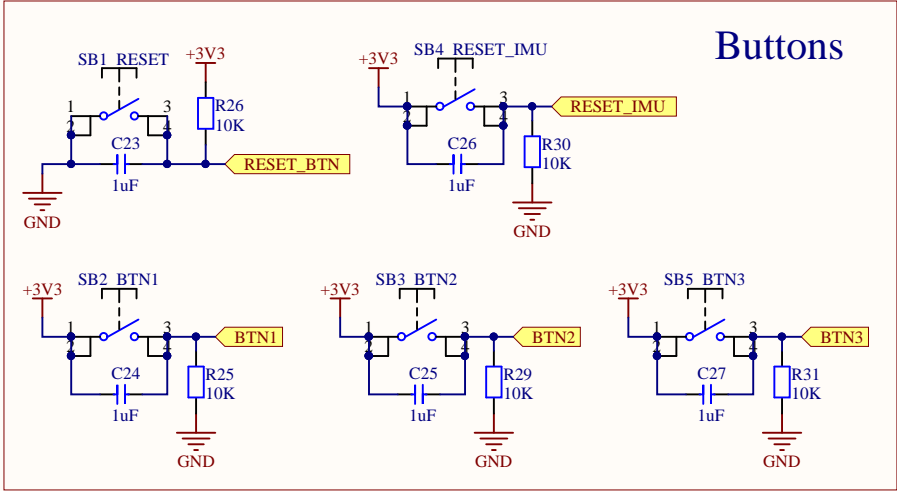 Buttons
SB1_RESET
+3V3
1
3
2
4
R26
10K
C23
1uF
RESET_BTN
GND
+3V3
SB4_RESET_IMU
1
3
2
4
RESET_IMU
C26
1uF
R30
10K
GND
+3V3
SB2_BTN1
1
3
2
4
BTN1
C24
1uF
R25
10K
GND
+3V3
SB3_BTN2
1
3
2
4
BTN2
C25
1uF
R29
10K
GND
+3V3
SB5_BTN3
1
3
2
4
BTN3
C27
1uF
R31
10K
GND